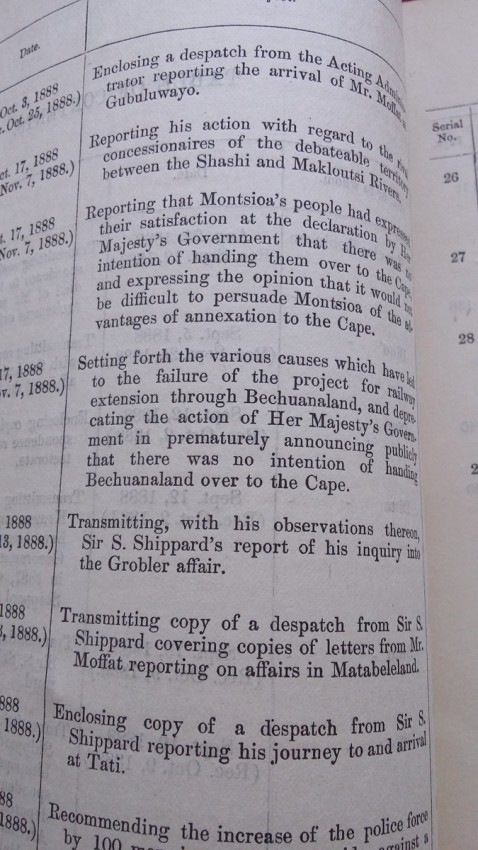 Date.
Oct. 3, 1888
Oct. 25, 1888.)
Enclosing a despatch from the Acting
trator reporting the arrival of Mr. Moffat
Gubuluwayo.
17, 1888
Nov. 7, 1888.)
Reporting his action with regard to the
concessionaires of the debateable territory
between the Shashi and Makloutsi Rivers.
17, 1888
Nov. 7, 1888.)
Reporting that Montsioa's people had
their satisfaction at the declaration by Her
Majesty's Government that there was no
intention of handing them over to the Cape,
and expressing the opinion that it would
be difficult to persuade Montsioa of the ad-
vantages of annexation to the Cape.
17, 1888
7, 1888.)
Setting forth the various causes which have led
to the failure of the project for railway
extension through Bechuanaland, and depre-
cating the action of Her Majesty's Govern-
ment in prematurely announcing publicly
that there was no intention of handing
Bechuanaland over to the Cape.
1888
13, 1888.)
Transmitting, with his observations thereon,
Sir S. Shippard's report of his inquiry into
the Grobler affair.
1888
, 1888.)
Transmitting copy of a despatch from Sir S.
Shippard covering copies of letters from Mr.
Moffat reporting on affairs in Matabeleland.
888
1888.)
Enclosing copy of a despatch from Sir S.
Shippard reporting his journey to and arrival
at Tati.
88
1888.)
Recommending the increase of the police force
by 100 against a
Serial
No.
26
27
28
2